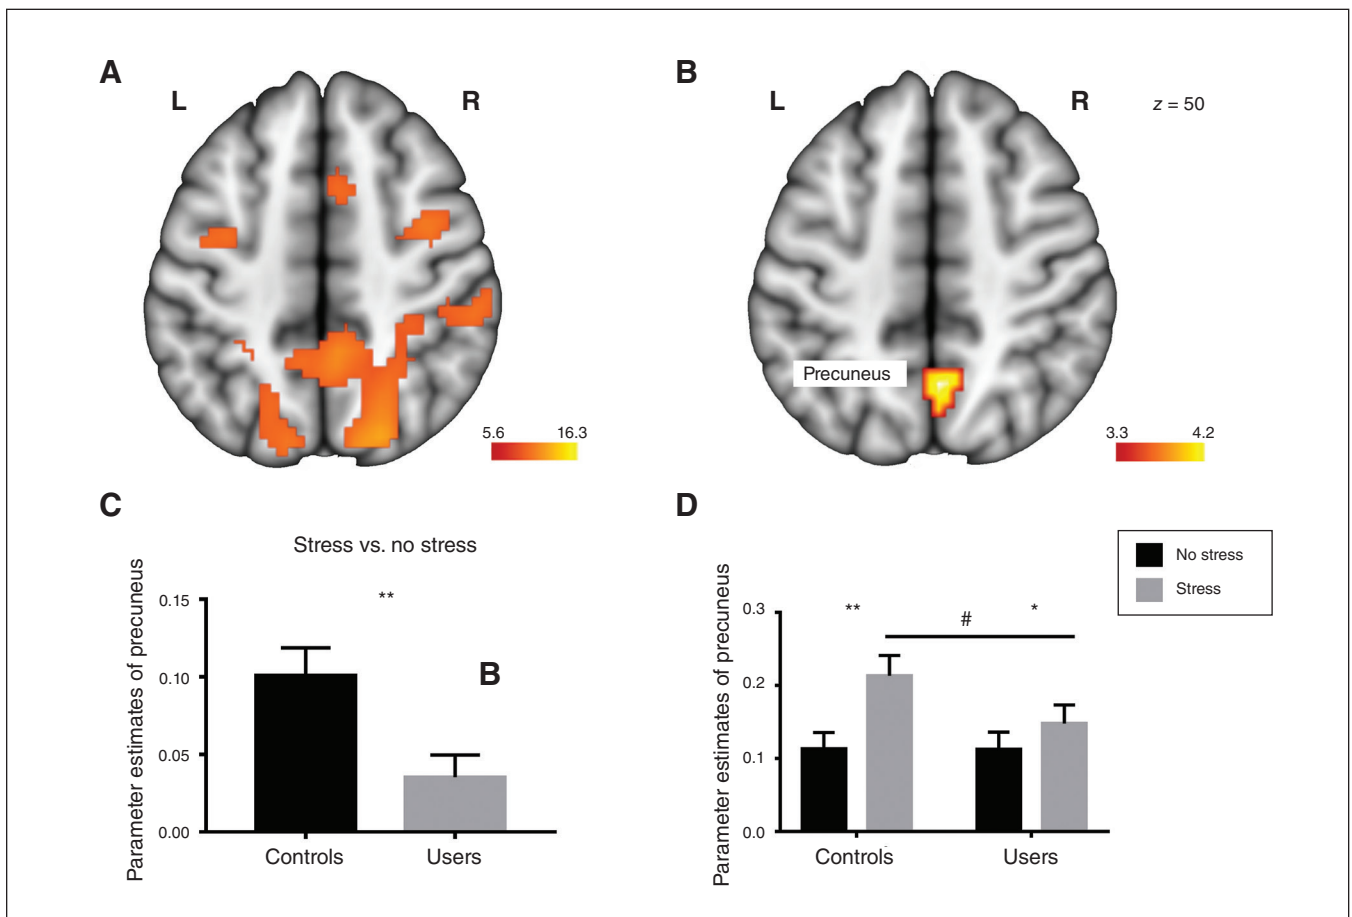 A
L
R
5.6
16.3
B
L
R
z = 50
Precuneus
3.3
4.2
C
Stress vs. no stress
Parameter estimates of precuneus
0.15
0.10
0.05
0.00
**
B
Controls
Users
D
No stress
Stress
Parameter estimates of precuneus
0.3
0.2
0.1
0.0
**
#
*
Controls
Users